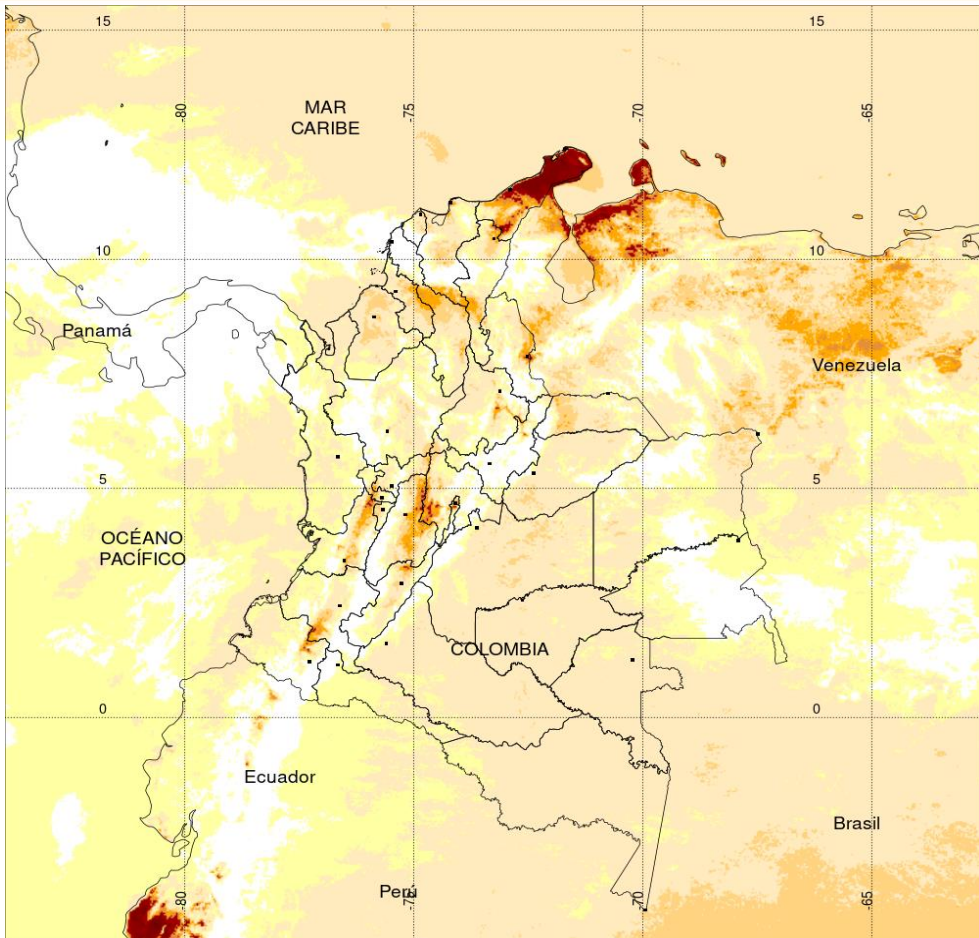 15
15
-80
-75
-70
-65
MAR
CARIBE
10
10
Panamá
Venezuela
5
5
OCÉANO
PACÍFICO
COLOMBIA
0
0
Ecuador
Brasil
Perú
-80
-75
-70
-65